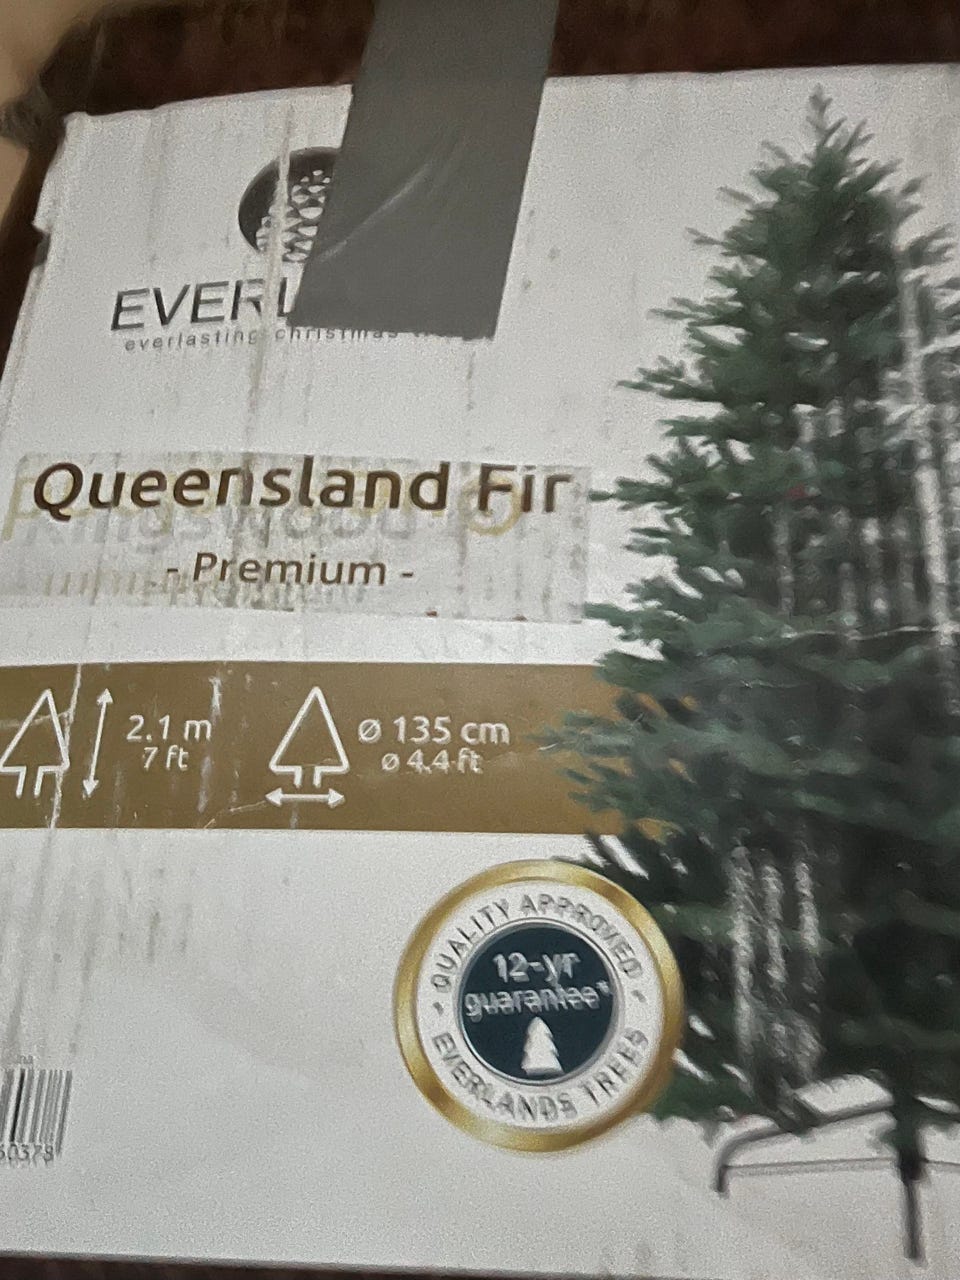 EVERL
everlasting christmas
Queensland Fir
Kingswood
- Premium -
2.1 m
7 ft
ø 135 cm
ø 4.4 ft
QUALITY APPROVED
12-yr
guarantee*
EVERLANDS TREES